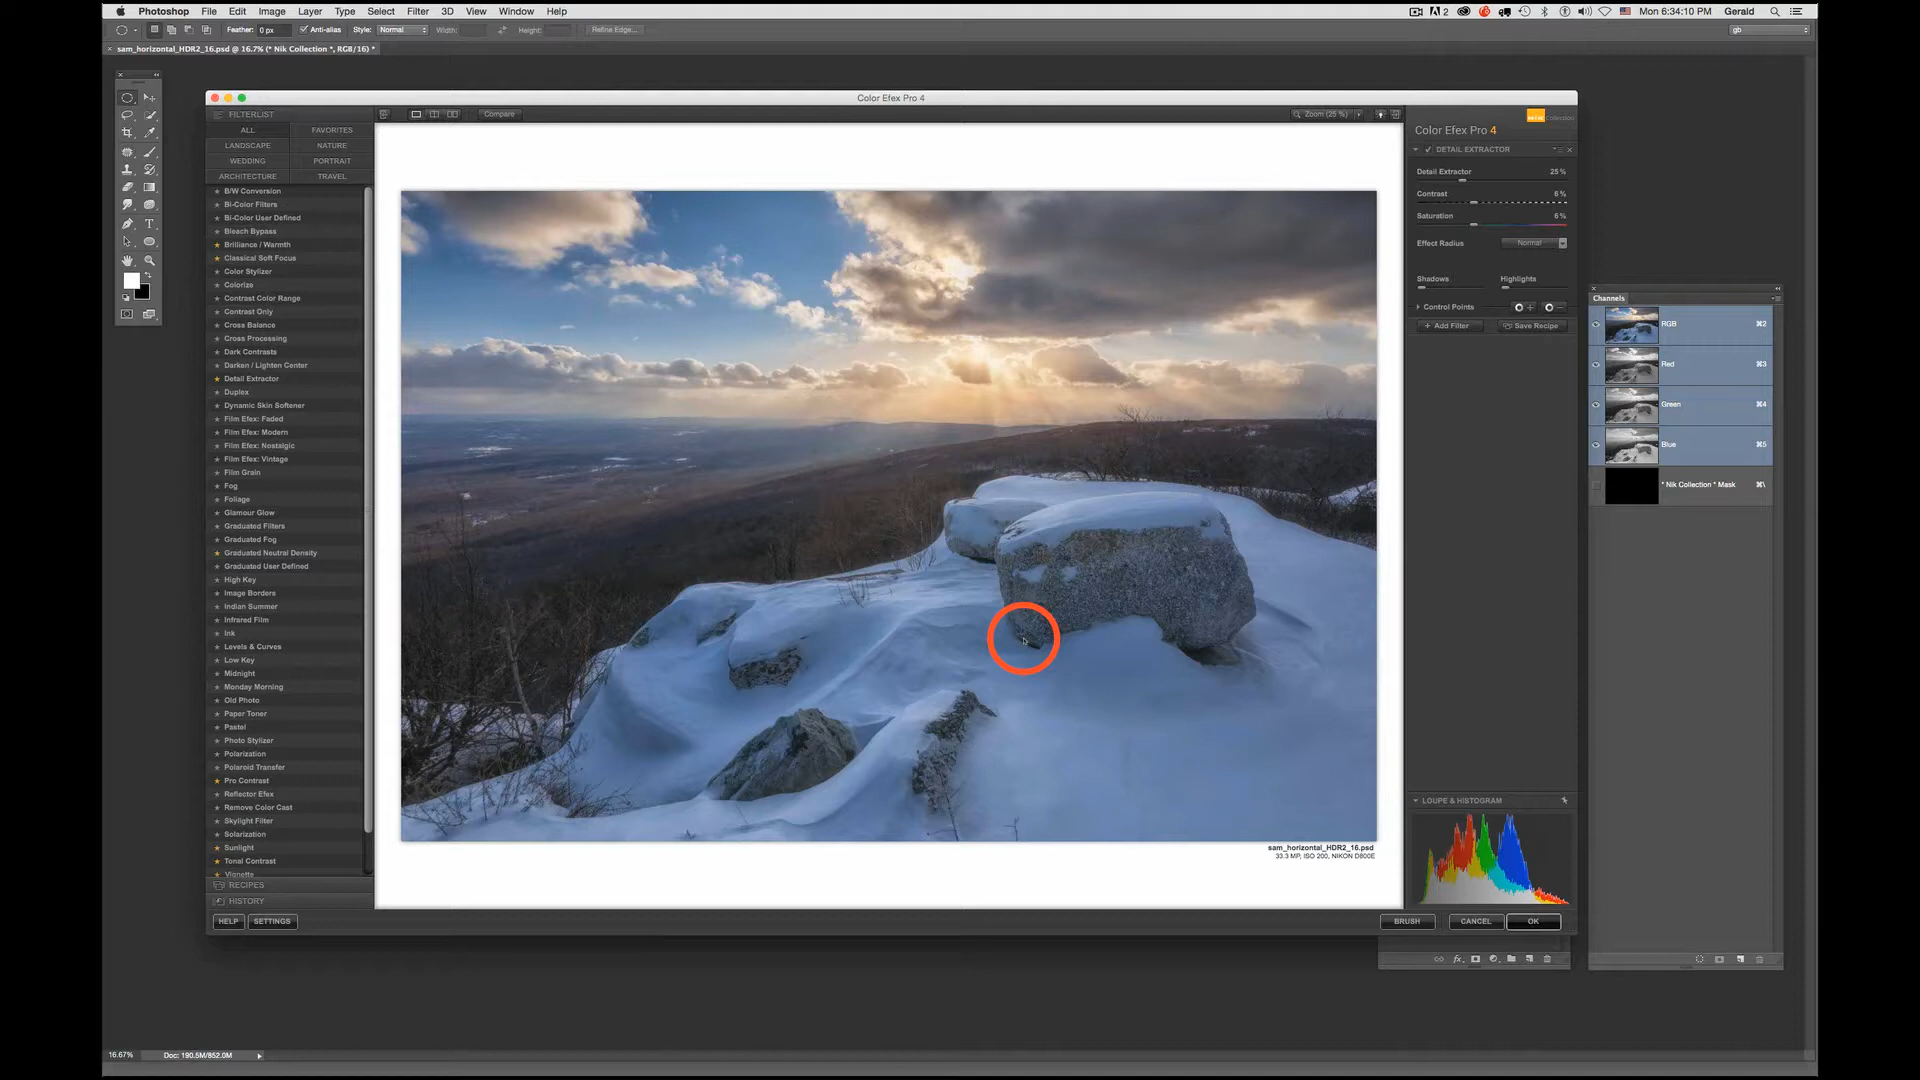 Photoshop File Edit Image Layer Type Select Filter 3D View Window Help
2 Mon 6:34:10 PM Gerald
Feather: 0 px Anti-alias Style: Normal Width: Height: Refine Edge... gb
sam_horizontal_HDR2_16.psd @ 16.7% (* Nik Collection *, RGB/16) *
Color Efex Pro 4
FILTERLIST
Compare
Zoom (25 %)
ALL FAVORITES
LANDSCAPE NATURE
WEDDING PORTRAIT
ARCHITECTURE TRAVEL
B/W Conversion
Bi-Color Filters
Bi-Color User Defined
Bleach Bypass
Brilliance / Warmth
Classical Soft Focus
Color Stylizer
Colorize
Contrast Color Range
Contrast Only
Cross Balance
Cross Processing
Dark Contrasts
Darken / Lighten Center
Detail Extractor
Duplex
Dynamic Skin Softener
Film Efex: Faded
Film Efex: Modern
Film Efex: Nostalgic
Film Efex: Vintage
Film Grain
Fog
Foliage
Glamour Glow
Graduated Filters
Graduated Fog
Graduated Neutral Density
Graduated User Defined
High Key
Image Borders
Indian Summer
Infrared Film
Ink
Levels & Curves
Low Key
Midnight
Monday Morning
Old Photo
Paper Toner
Pastel
Photo Stylizer
Polarization
Polaroid Transfer
Pro Contrast
Reflector Efex
Remove Color Cast
Skylight Filter
Solarization
Sunlight
Tonal Contrast
Vignette
RECIPES
HISTORY
HELP SETTINGS
sam_horizontal_HDR2_16.psd
33.3 MP, ISO 200, NIKON D800E
Collection
Color Efex Pro 4
DETAIL EXTRACTOR
Detail Extractor 25 %
Contrast 6 %
Saturation 6 %
Effect Radius Normal
Shadows Highlights
Control Points
Add Filter Save Recipe
LOUPE & HISTOGRAM
BRUSH CANCEL OK
Channels
RGB ⌘2
Red ⌘3
Green ⌘4
Blue ⌘5
* Nik Collection * Mask ⌘\
fx
16.67% Doc: 190.5M/852.0M